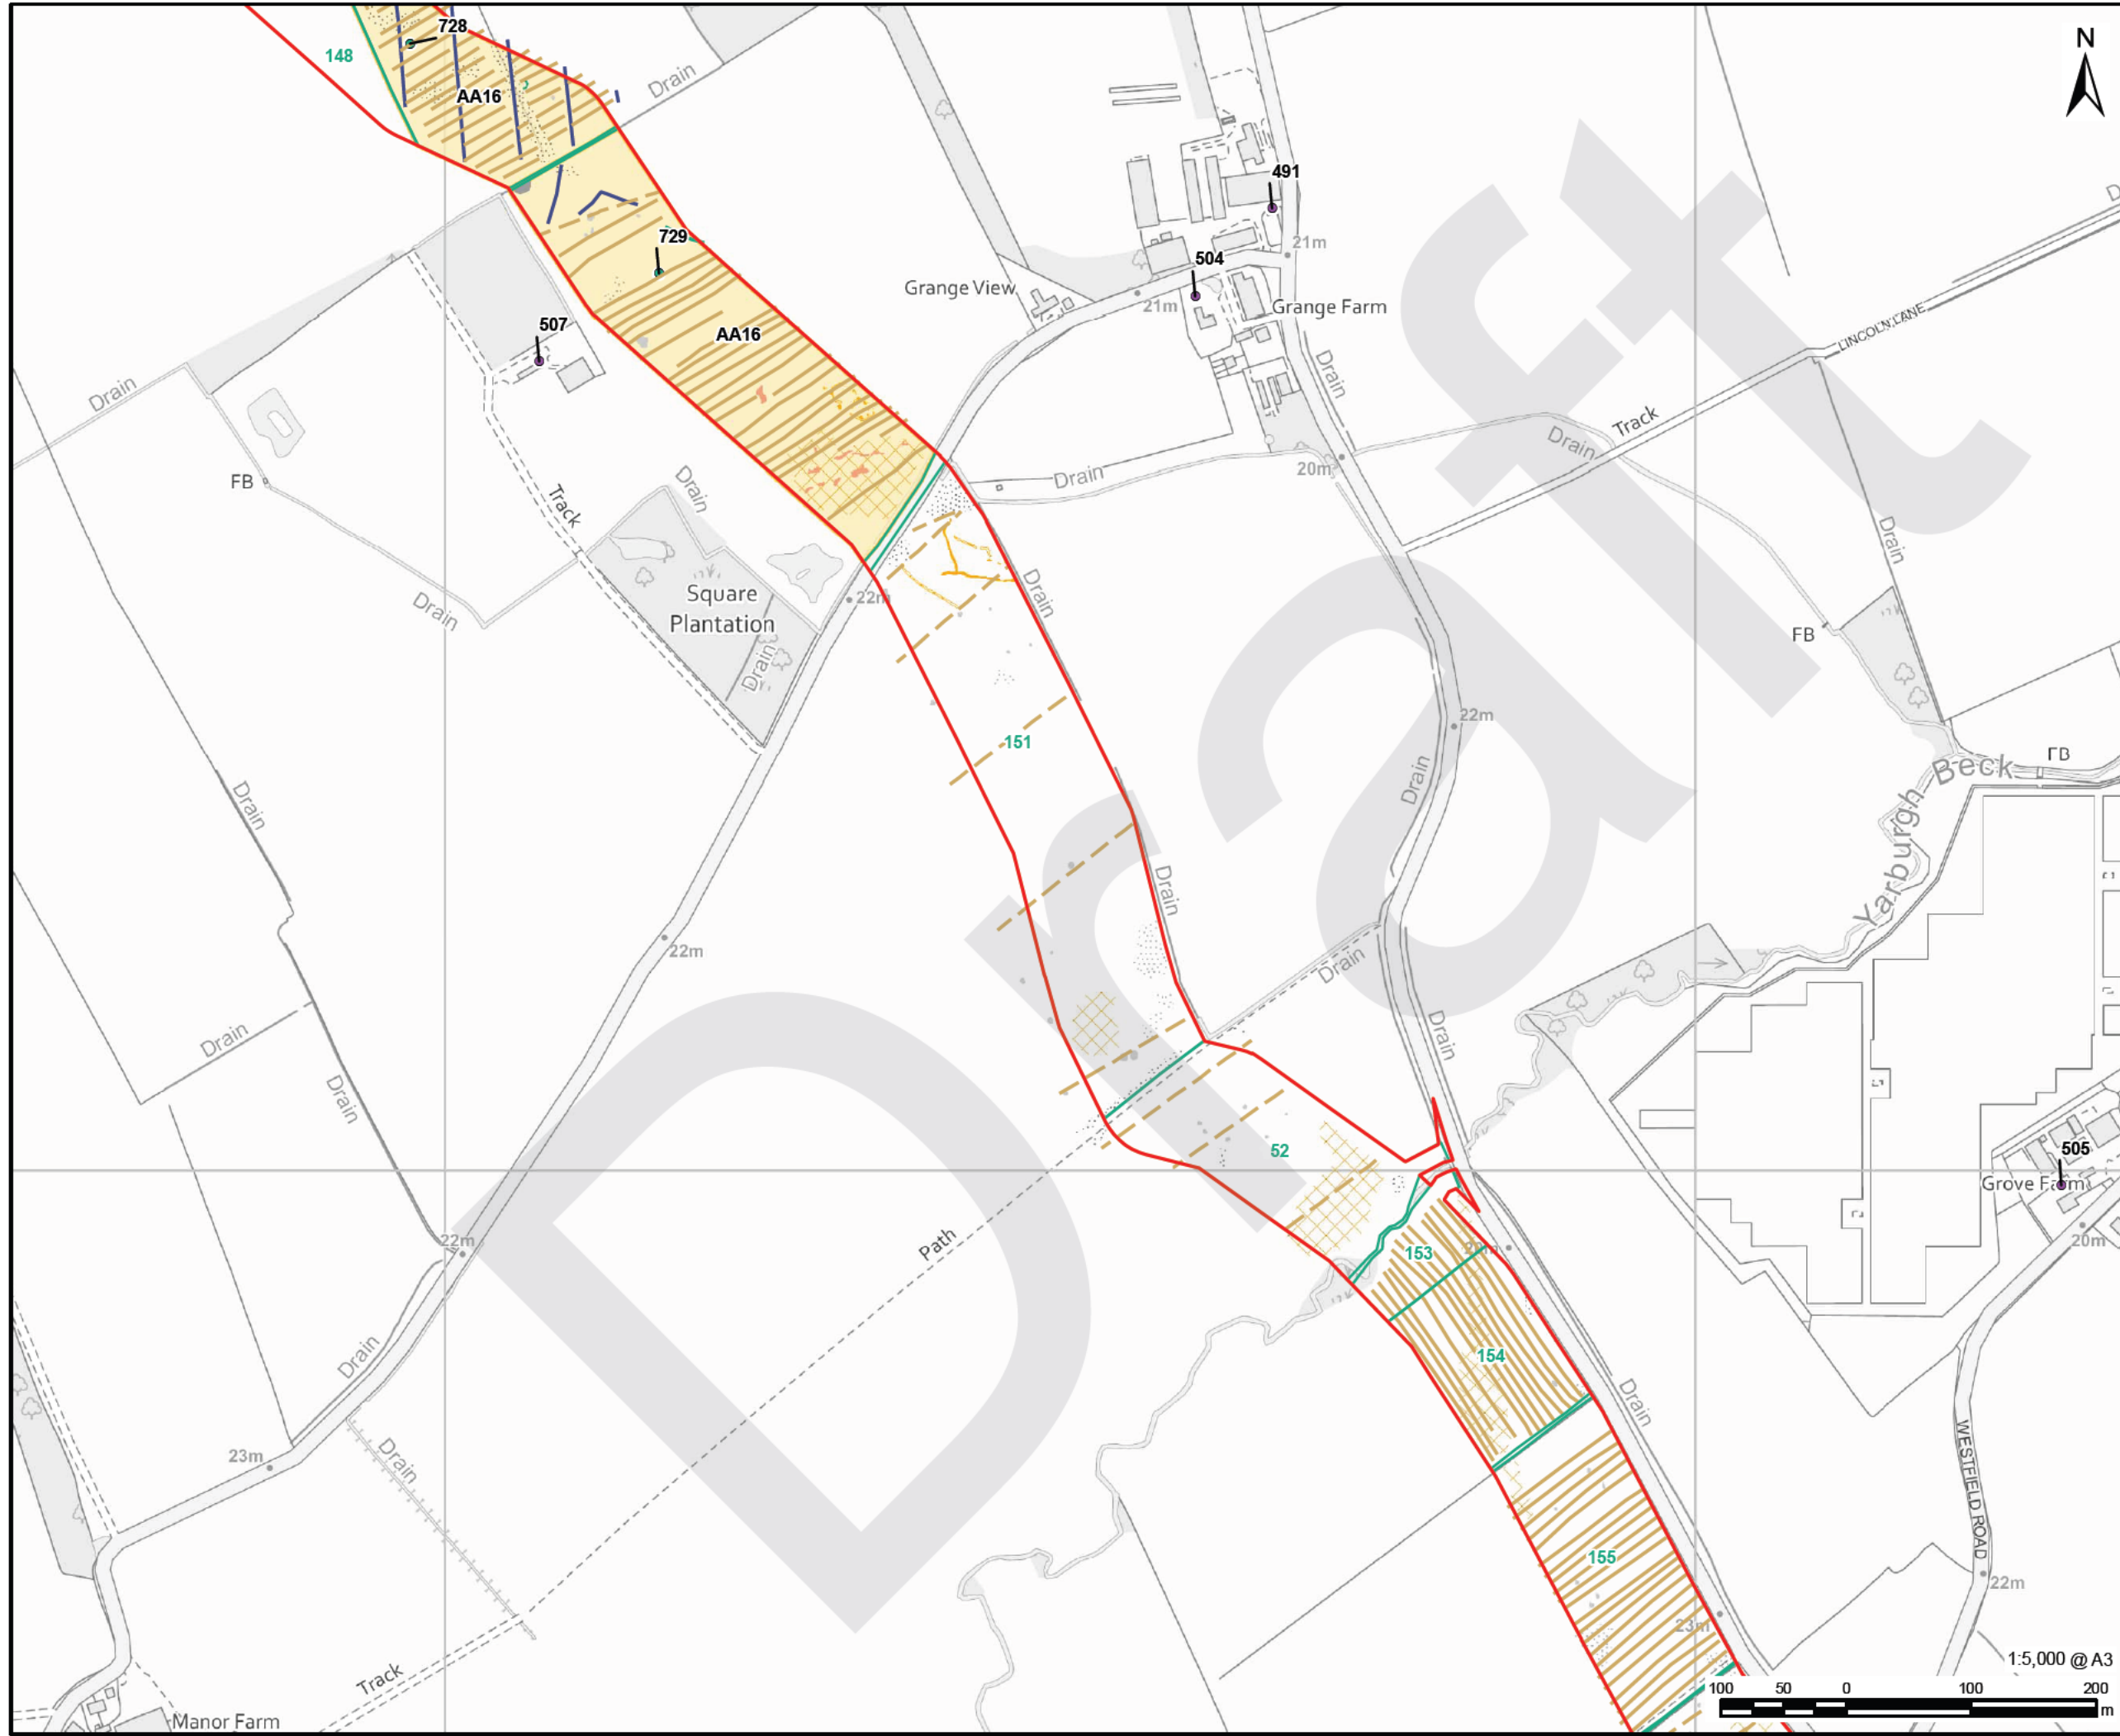 N
728
148
AA16
Drain
491
729
21m
504
Grange View
21m
Grange Farm
507
AA16
LINCOLN LANE
Drain
Drain
Track
Drain
FB
Drain
Drain
20m
Track
Drain
Drain
Square
Plantation
22m
Drain
Drain
FB
Drain
22m
151
FB
Yarburgh Beck
Drain
Drain
Drain
22m
Drain
Drain
Drain
Drain
52
505
Grove Farm
Path
22m
153
20m
20m
154
Drain
Drain
Drain
23m
WESTFIELD ROAD
155
22m
23m
Track
Manor Farm
1:5,000 @ A3
100 50 0 100 200
m
Draft